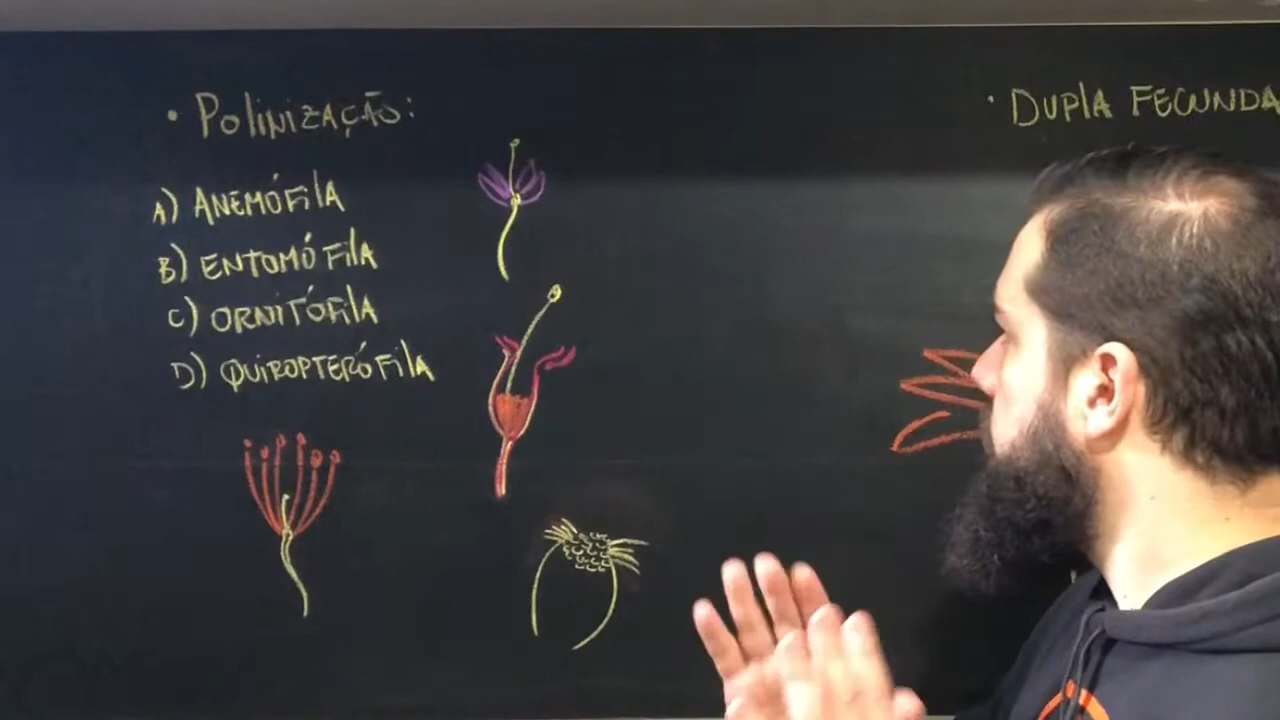 • Polinização:
A) ANEMÓFILA
B) ENTOMÓFILA
C) ORNITÓFILA
D) QUIROPTERÓFILA
• DUPLA FECUNDA